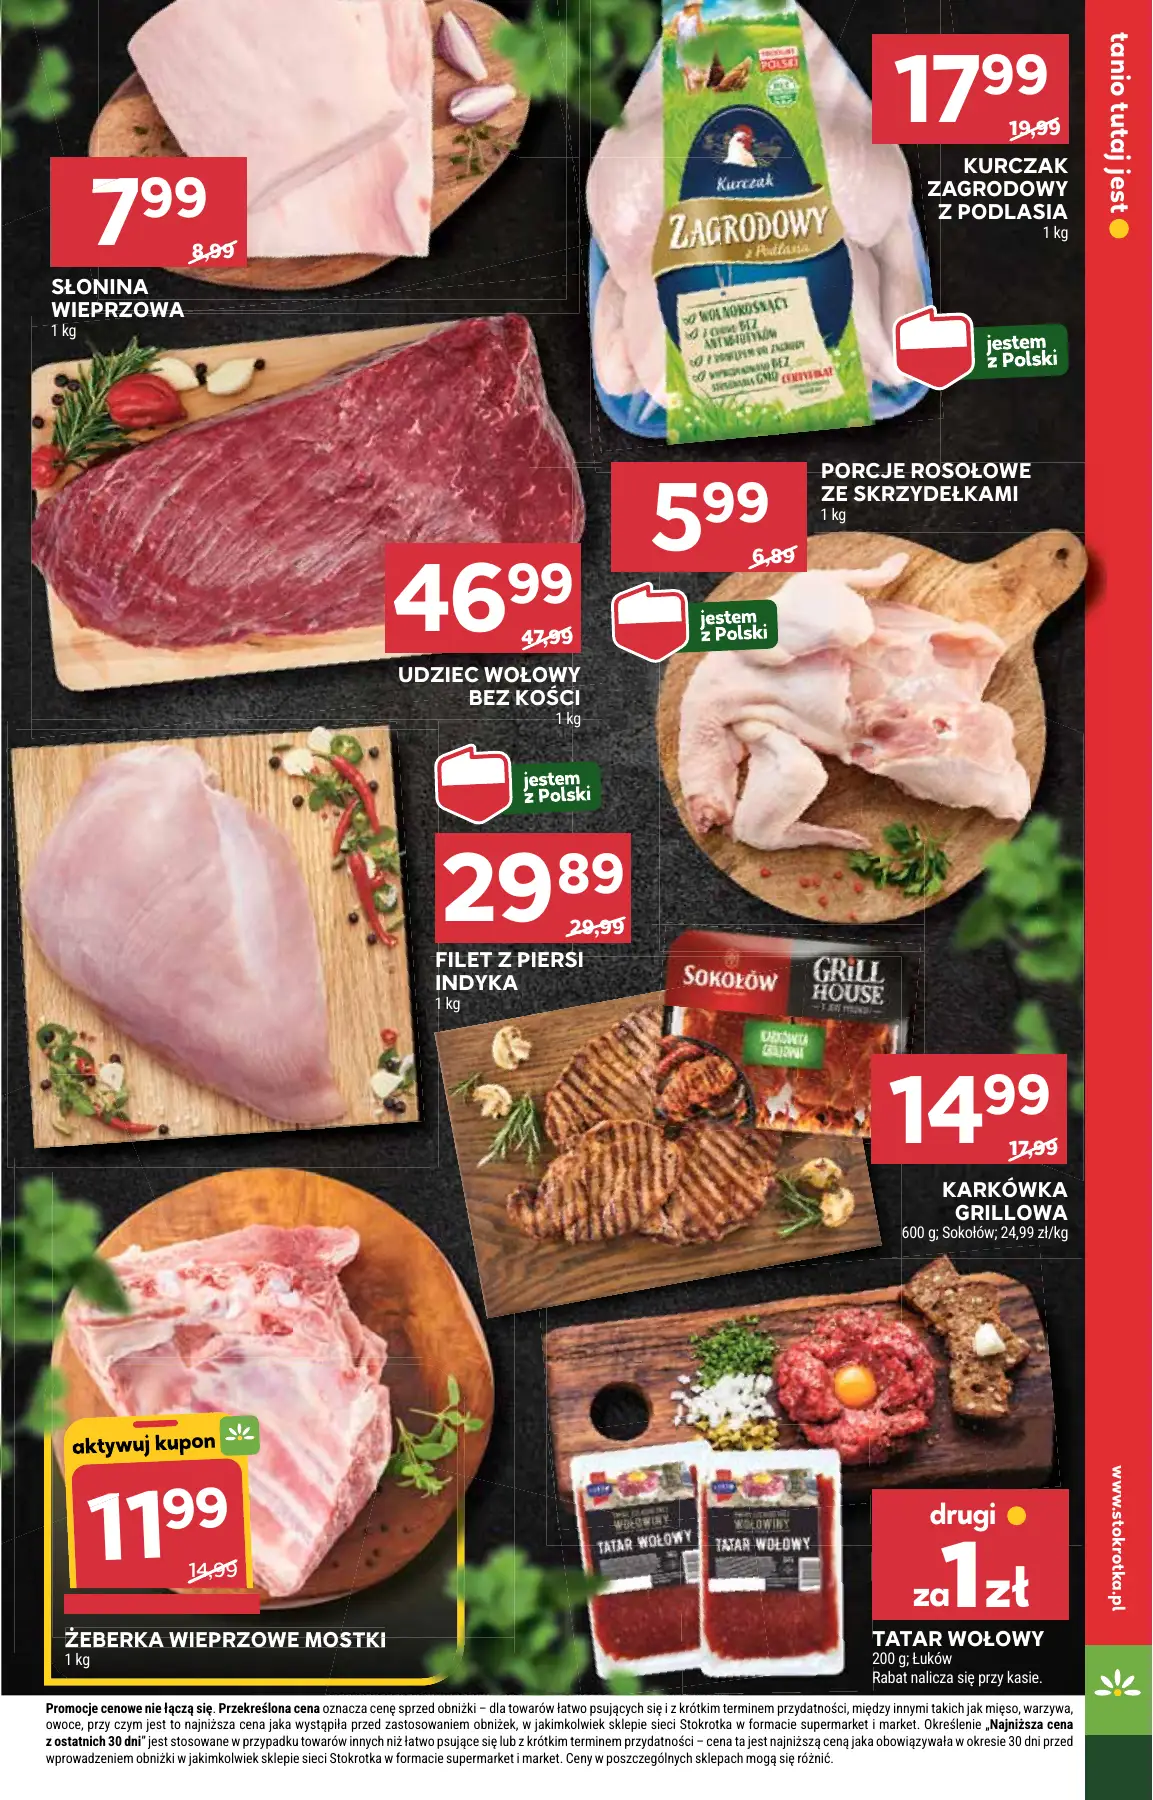 7 99
8,99
SŁONINA
WIEPRZOWA
1 kg
PRODUKT
POLSKI
Kurczak
ZAGRODOWY
z Podlasia
WOLNOROSNĄCY
Z CHOWU BEZ
ANTYBIOTYKÓW
17 99
19,99
KURCZAK
ZAGRODOWY
Z PODLASIA
1 kg
jestem
z Polski
46 99
47,99
UDZIEC WOŁOWY
BEZ KOŚCI
1 kg
5 99
6,89
PORCJE ROSOŁOWE
ZE SKRZYDEŁKAMI
1 kg
jestem
z Polski
jestem
z Polski
29 89
29,99
FILET Z PIERSI
INDYKA
1 kg
SOKOŁÓW
GRILL
HOUSE
KARKÓWKA
GRILLOWA
14 99
17,99
KARKÓWKA
GRILLOWA
600 g; Sokołów; 24,99 zł/kg
aktywuj kupon
11 99
14,99
ŻEBERKA WIEPRZOWE MOSTKI
1 kg
TATAR WOŁOWY
TATAR WOŁOWY
drugi
za 1 zł
TATAR WOŁOWY
200 g; Łuków
Rabat nalicza się przy kasie.
tanio tutaj jest
www.stokrotka.pl
Promocje cenowe nie łączą się. Przekreślona cena oznacza cenę sprzed obniżki – dla towarów łatwo psujących się i z krótkim terminem przydatności, między innymi takich jak mięso, warzywa,
owoce, przy czym jest to najniższa cena jaka wystąpiła przed zastosowaniem obniżek, w jakimkolwiek sklepie sieci Stokrotka w formacie supermarket i market. Określenie „Najniższa cena
z ostatnich 30 dni” jest stosowane w przypadku towarów innych niż łatwo psujące się lub z krótkim terminem przydatności – cena ta jest najniższą ceną jaka obowiązywała w okresie 30 dni przed
wprowadzeniem obniżki w jakimkolwiek sklepie sieci Stokrotka w formacie supermarket i market. Ceny w poszczególnych sklepach mogą się różnić.